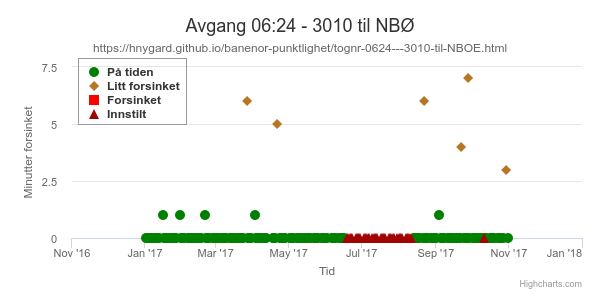 Avgang 06:24 - 3010 til NBØ
https://hnygard.github.io/banenor-punktlighet/tognr-0624---3010-til-NBOE.html
På tiden
Litt forsinket
Forsinket
Innstilt
Minutter forsinket
7.5
5
2.5
0
Nov '16 Jan '17 Mar '17 May '17 Jul '17 Sep '17 Nov '17 Jan '18
Tid
Highcharts.com